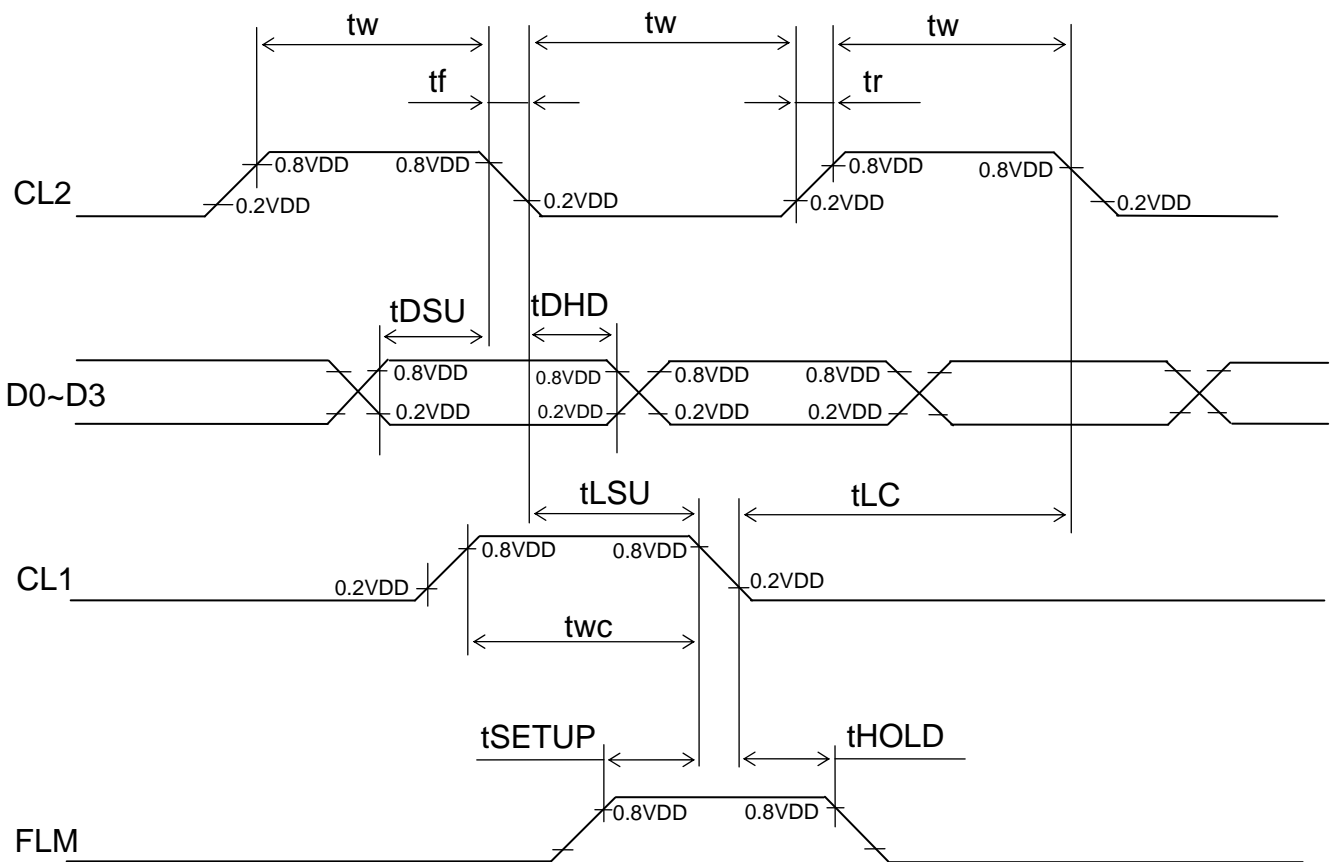 tw tw tw
tf tr
0.8VDD 0.8VDD 0.8VDD 0.8VDD
CL2
0.2VDD 0.2VDD 0.2VDD 0.2VDD
tDSU tDHD
0.8VDD 0.8VDD 0.8VDD 0.8VDD
D0~D3
0.2VDD 0.2VDD 0.2VDD 0.2VDD
tLSU tLC
0.8VDD 0.8VDD
CL1
0.2VDD 0.2VDD
twc
tSETUP tHOLD
0.8VDD 0.8VDD
FLM